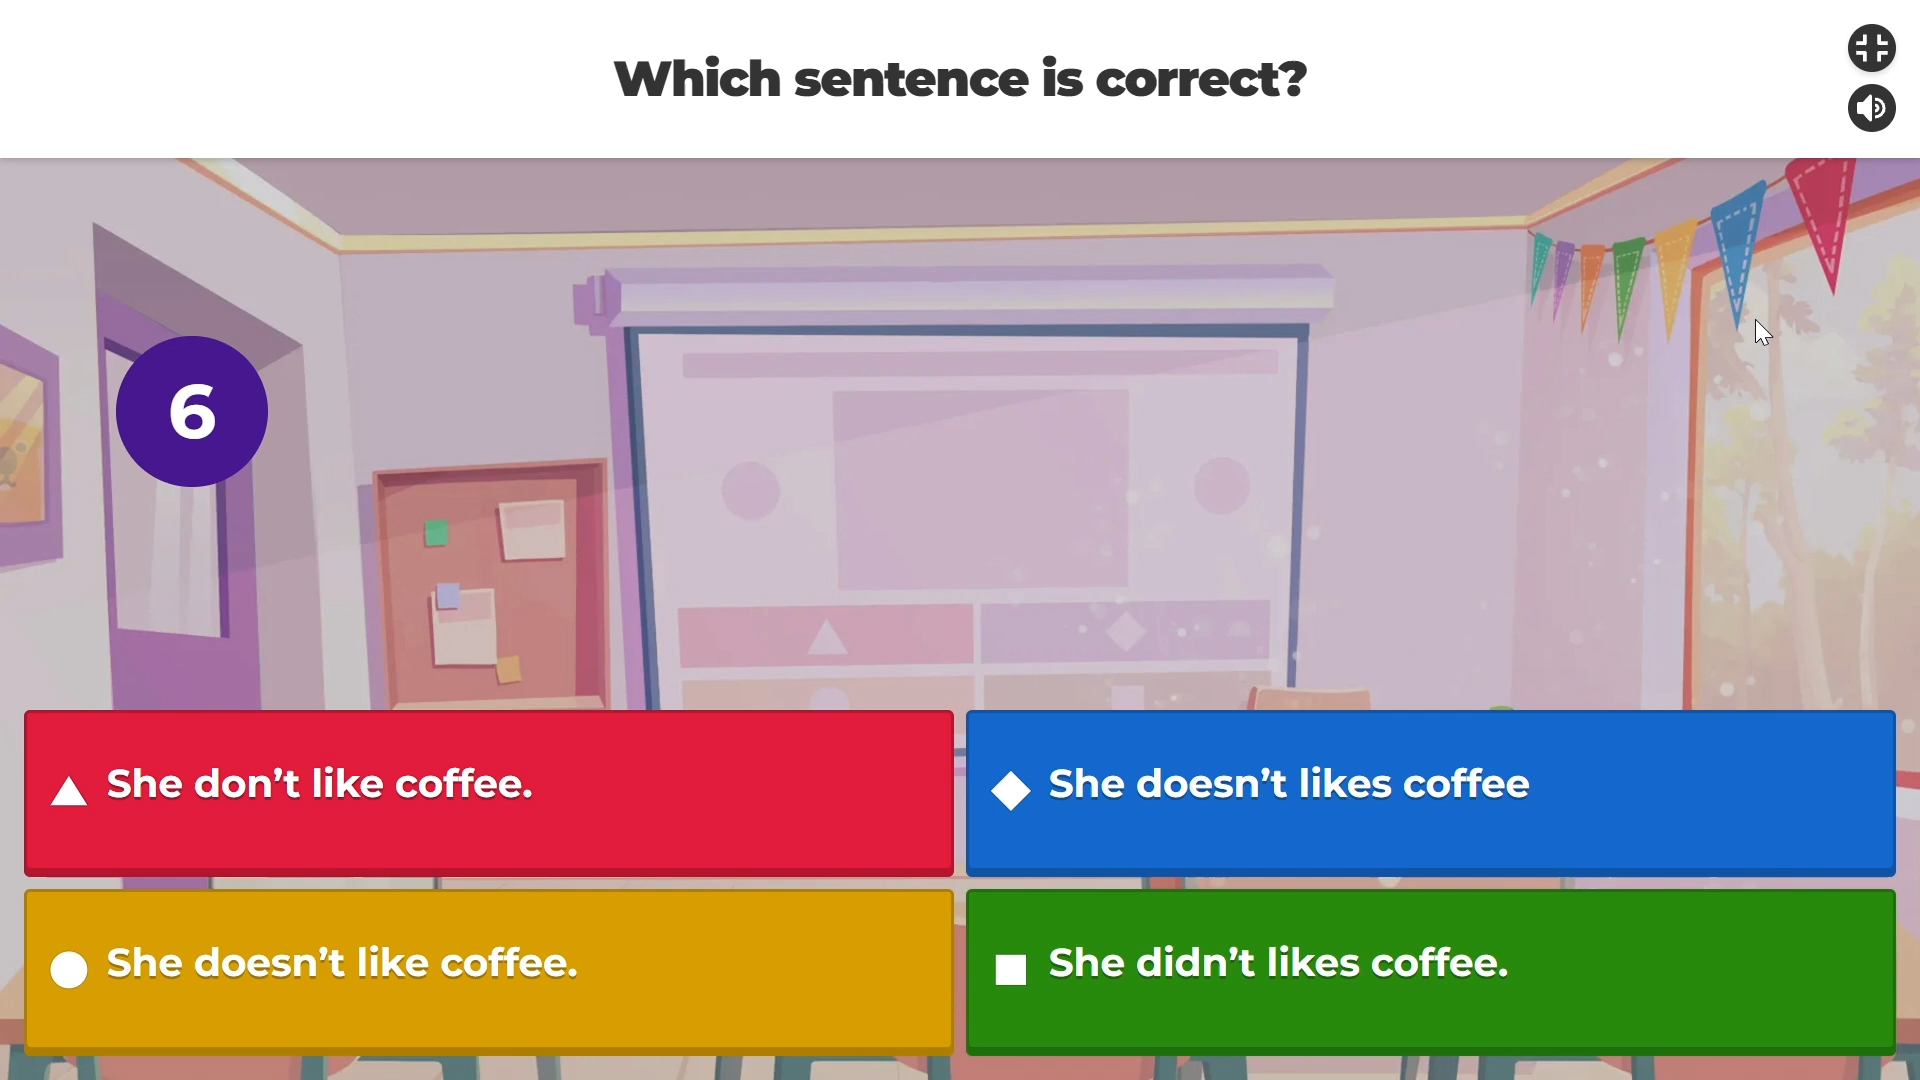 Which sentence is correct?
6
She don’t like coffee.
She doesn’t likes coffee
She doesn’t like coffee.
She didn’t likes coffee.